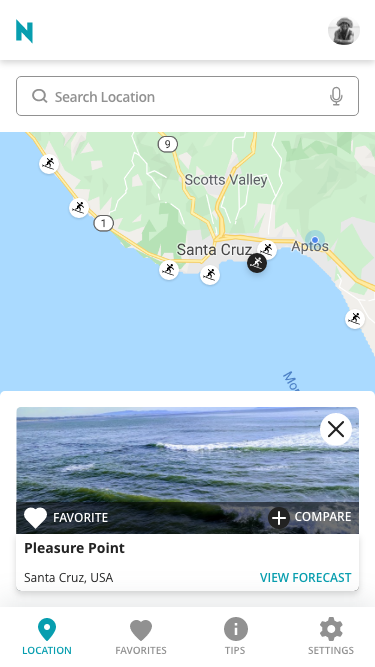 N
Search Location
9
Scotts Valley
1
Santa Cruz
Aptos
Mo
FAVORITE
COMPARE
Pleasure Point
Santa Cruz, USA
VIEW FORECAST
LOCATION
FAVORITES
TIPS
SETTINGS